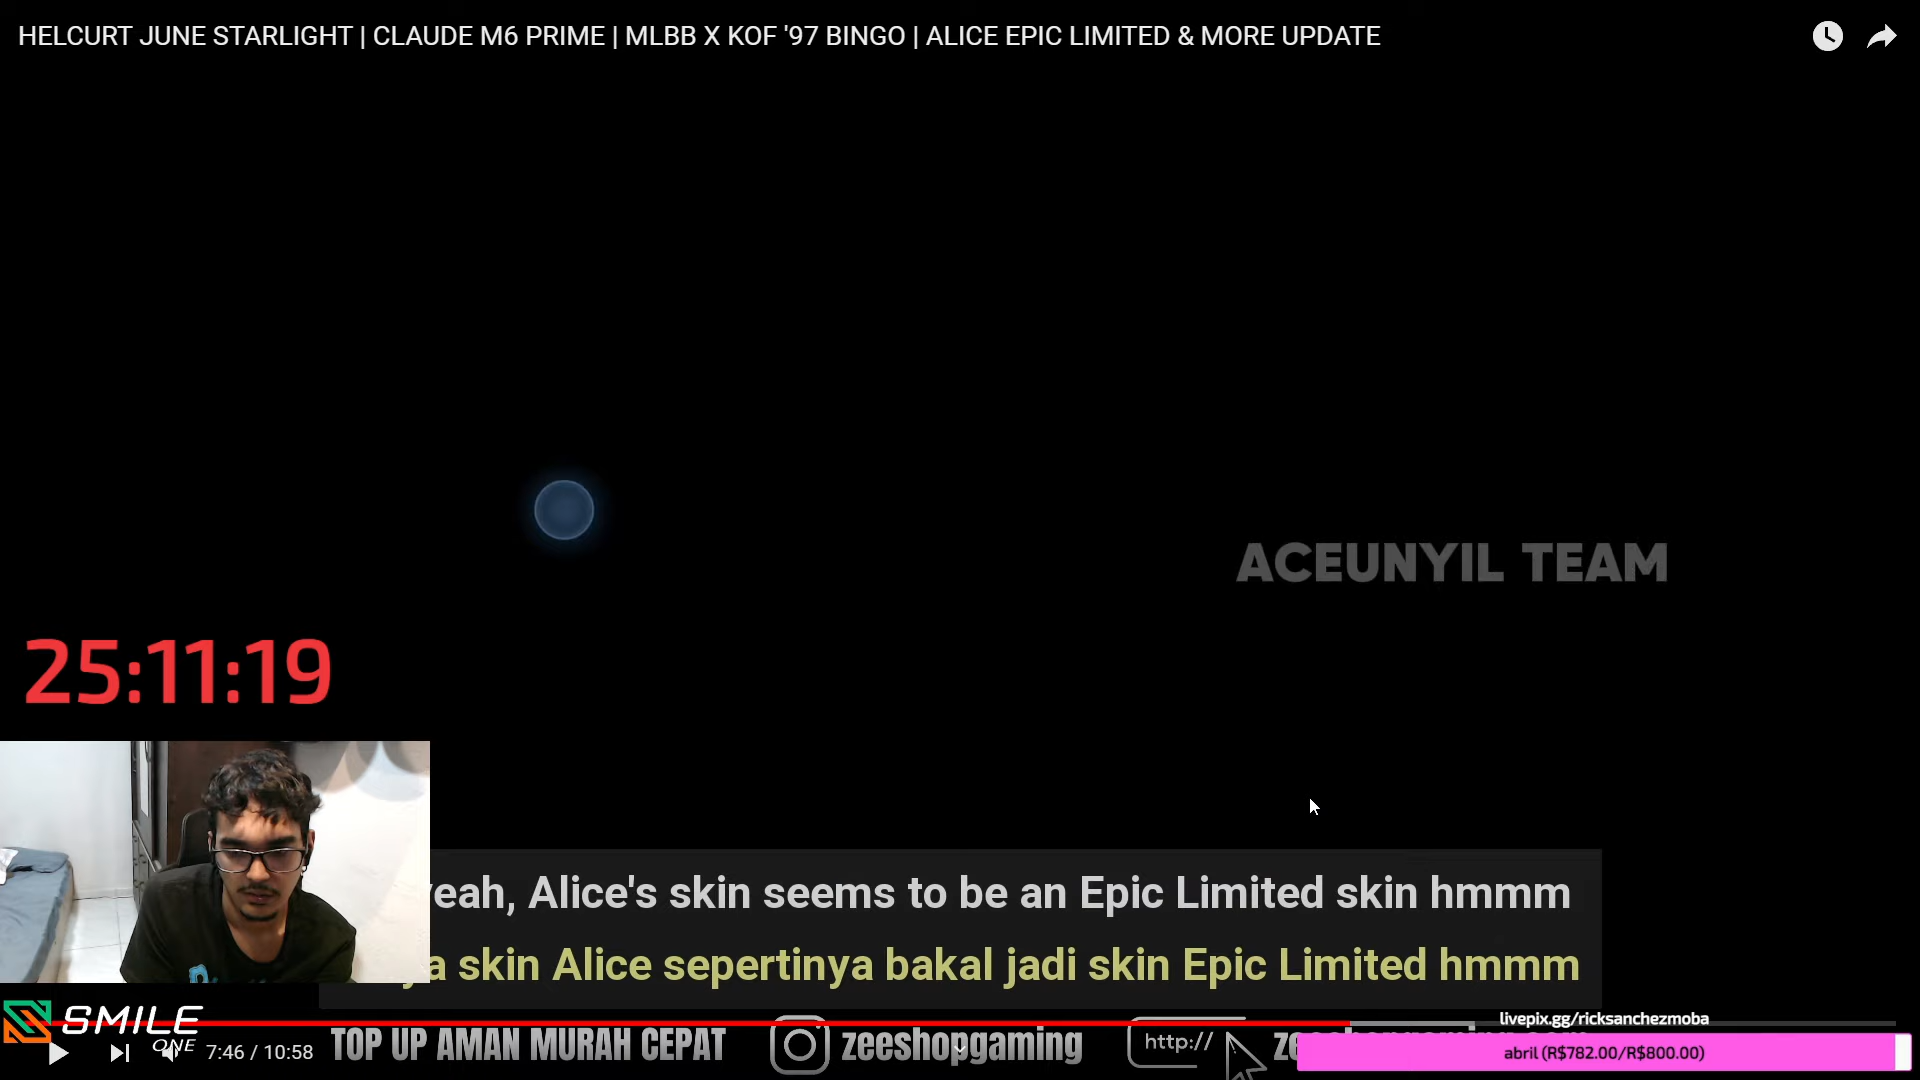 HELCURT JUNE STARLIGHT | CLAUDE M6 PRIME | MLBB X KOF '97 BINGO | ALICE EPIC LIMITED & MORE UPDATE
ACEUNYIL TEAM
25:11:19
yeah, Alice's skin seems to be an Epic Limited skin hmmm
skin Alice sepertinya bakal jadi skin Epic Limited hmmm
SMILE
ONE
7:46 / 10:58
TOP UP AMAN MURAH CEPAT
zeeshopgaming
http://
livepix.gg/ricksanchezmoba
abril (R$782.00/R$800.00)